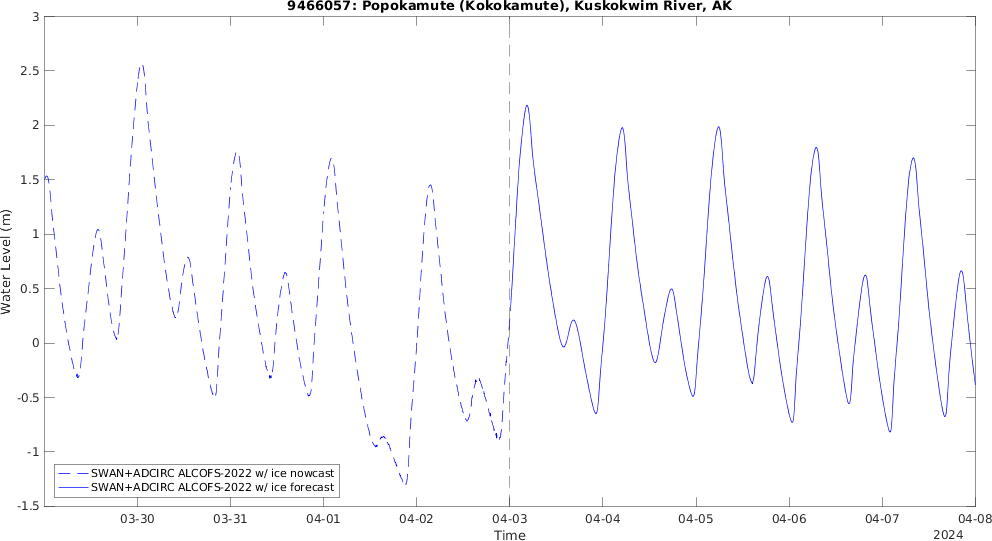 9466057: Popokamute (Kokokamute), Kuskokwim River, AK
3
2.5
2
1.5
1
0.5
0
-0.5
-1
-1.5
Water Level (m)
SWAN+ADCIRC ALCOFS-2022 w/ ice nowcast
SWAN+ADCIRC ALCOFS-2022 w/ ice forecast
03-30 03-31 04-01 04-02 04-03 04-04 04-05 04-06 04-07 04-08
Time
2024